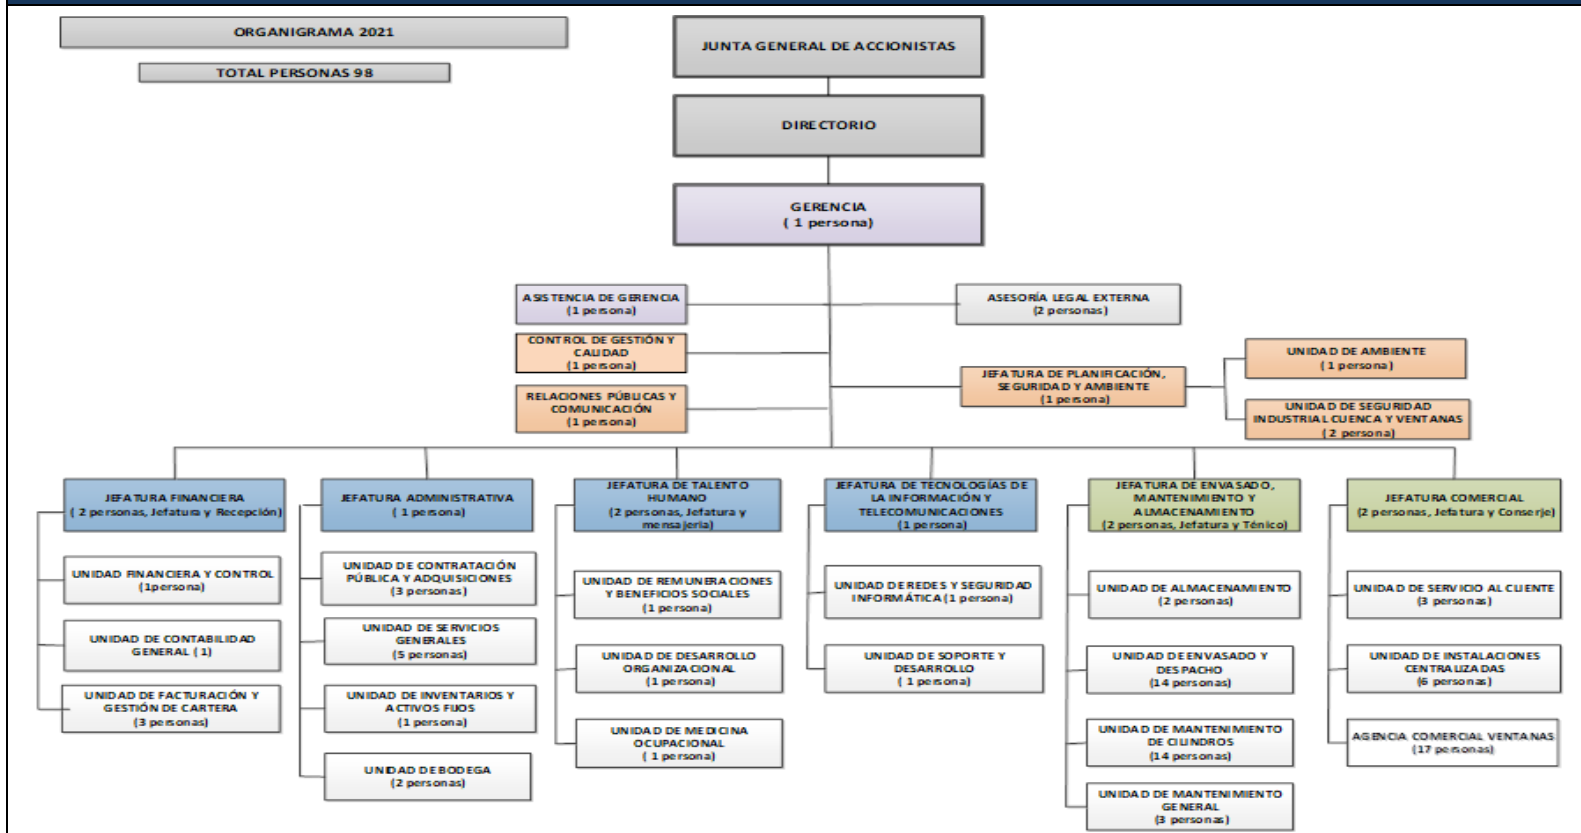 ORGANIGRAMA 2021
TOTAL PERSONAS 98
JUNTA GENERAL DE ACCIONISTAS
DIRECTORIO
GERENCIA
( 1 persona)
ASISTENCIA DE GERENCIA
(1 persona)
ASESORÍA LEGAL EXTERNA
(2 personas)
CONTROL DE GESTIÓN Y
CALIDAD
(1 persona)
RELACIONES PÚBLICAS Y
COMUNICACIÓN
(1 persona)
JEFATURA DE PLANIFICACIÓN,
SEGURIDAD Y AMBIENTE
(1 persona)
UNIDAD DE AMBIENTE
( 1 persona)
UNIDAD DE SEGURIDAD
INDUSTRIAL CUENCA Y VENTANAS
( 2 persona)
JEFATURA FINANCIERA
( 2 personas, Jefatura y Recepción)
UNIDAD FINANCIERA Y CONTROL
(1persona)
UNIDAD DE CONTABILIDAD
GENERAL ( 1)
UNIDAD DE FACTURACIÓN Y
GESTIÓN DE CARTERA
(3 personas)
JEFATURA ADMINISTRATIVA
( 1 persona)
UNIDAD DE CONTRATACIÓN
PÚBLICA Y ADQUISICIONES
(3 personas)
UNIDAD DE SERVICIOS
GENERALES
(5 personas)
UNIDAD DE INVENTARIOS Y
ACTIVOS FIJOS
(1 persona)
UNIDAD DE BODEGA
(2 personas)
JEFATURA DE TALENTO
HUMANO
(2 personas, Jefatura y
mensajería)
UNIDAD DE REMUNERACIONES
Y BENEFICIOS SOCIALES
(1 persona)
UNIDAD DE DESARROLLO
ORGANIZACIONAL
(1 persona)
UNIDAD DE MEDICINA
OCUPACIONAL
( 1 persona)
JEFATURA DE TECNOLOGÍAS DE
LA INFORMACIÓN Y
TELECOMUNICACIONES
(1 persona)
UNIDAD DE REDES Y SEGURIDAD
INFORMÁTICA (1 persona)
UNIDAD DE SOPORTE Y
DESARROLLO
( 1 persona)
JEFATURA DE ENVASADO,
MANTENIMIENTO Y
ALMACENAMIENTO
(2 personas, Jefatura y Ténico)
UNIDAD DE ALMACENAMIENTO
(2 personas)
UNIDAD DE ENVASADO Y
DESPACHO
(14 personas)
UNIDAD DE MANTENIMIENTO
DE CILINDROS
(14 personas)
UNIDAD DE MANTENIMIENTO
GENERAL
(3 personas)
JEFATURA COMERCIAL
(2 personas, Jefatura y Conserje)
UNIDAD DE SERVICIO AL CLIENTE
(3 personas)
UNIDAD DE INSTALACIONES
CENTRALIZADAS
(6 personas)
AGENCIA COMERCIAL VENTANAS
(17 personas)